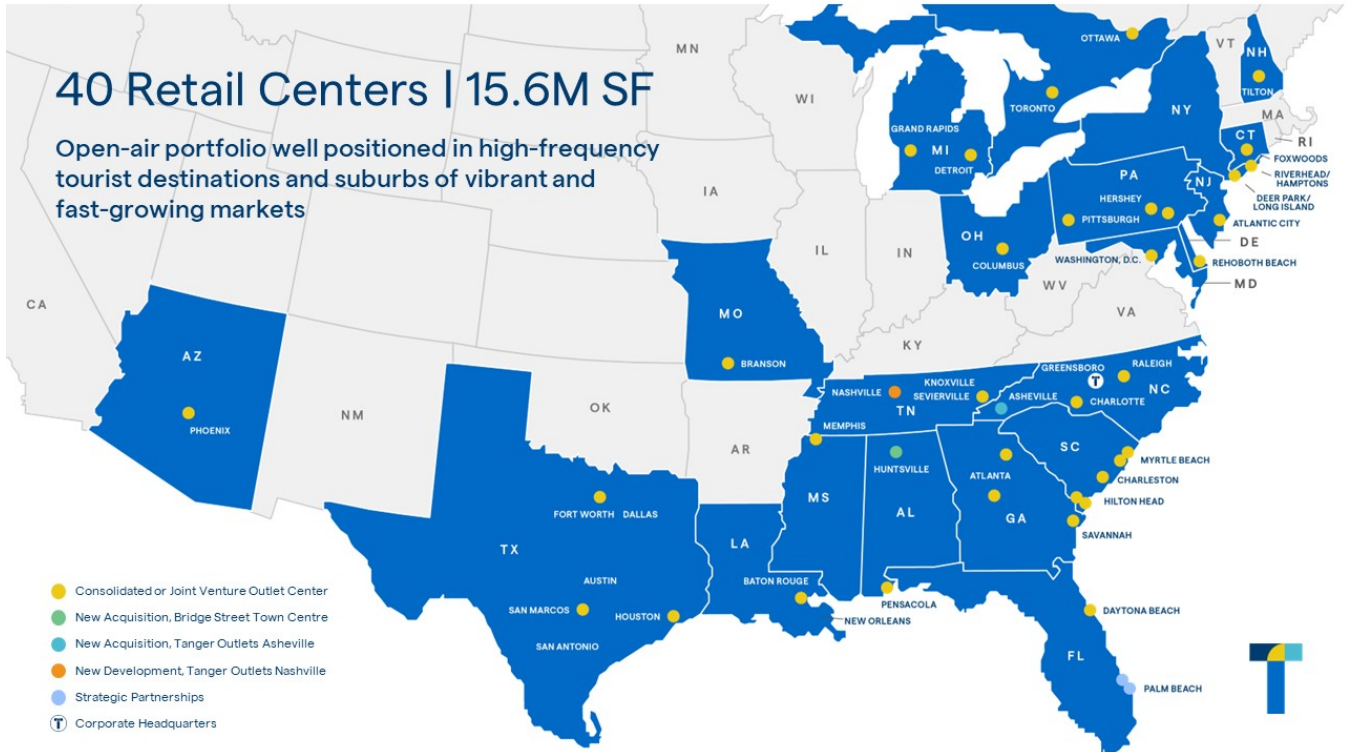 40 Retail Centers | 15.6M SF
Open-air portfolio well positioned in high-frequency
tourist destinations and suburbs of vibrant and
fast-growing markets
MN
WI
IA
IL
IN
CA
NM
OK
AR
KY
WV
VA
VT
MA
RI
DE
MD
OTTAWA
TORONTO
NH
TILTON
NY
CT
FOXWOODS
RIVERHEAD/
HAMPTONS
DEER PARK/
LONG ISLAND
NJ
ATLANTIC CITY
GRAND RAPIDS
MI
DETROIT
PA
HERSHEY
PITTSBURGH
OH
COLUMBUS
WASHINGTON, D.C.
REHOBOTH BEACH
MO
BRANSON
AZ
PHOENIX
NASHVILLE
KNOXVILLE
SEVIERVILLE
TN
MEMPHIS
GREENSBORO
T
RALEIGH
NC
ASHEVILLE
CHARLOTTE
SC
MYRTLE BEACH
CHARLESTON
HILTON HEAD
SAVANNAH
HUNTSVILLE
AL
ATLANTA
GA
MS
LA
BATON ROUGE
NEW ORLEANS
PENSACOLA
FORT WORTH DALLAS
TX
AUSTIN
SAN MARCOS
HOUSTON
SAN ANTONIO
DAYTONA BEACH
FL
PALM BEACH
Consolidated or Joint Venture Outlet Center
New Acquisition, Bridge Street Town Centre
New Acquisition, Tanger Outlets Asheville
New Development, Tanger Outlets Nashville
Strategic Partnerships
T Corporate Headquarters